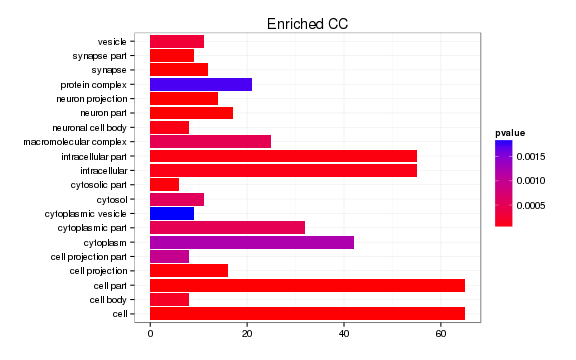 Enriched CC
vesicle
synapse part
synapse
protein complex
neuron projection
neuron part
neuronal cell body
macromolecular complex
intracellular part
intracellular
cytosolic part
cytosol
cytoplasmic vesicle
cytoplasmic part
cytoplasm
cell projection part
cell projection
cell part
cell body
cell
0 20 40 60
pvalue
0.0015
0.0010
0.0005